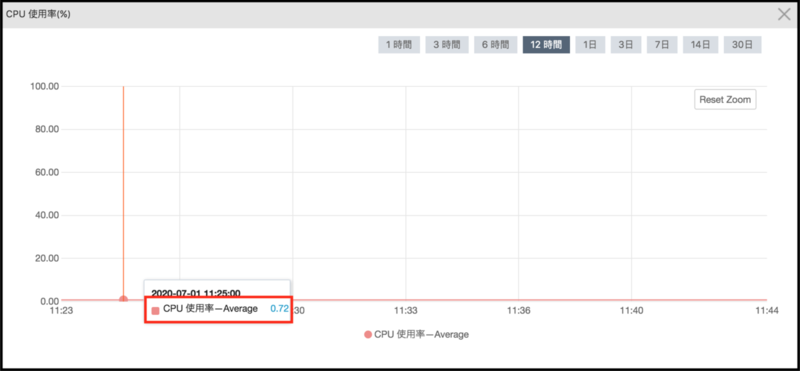 CPU 使用率(%)
1 時間 3 時間 6 時間 12 時間 1日 3日 7日 14日 30日
Reset Zoom
100.00
80.00
60.00
40.00
20.00
0.00
2020-07-01 11:25:00
CPU 使用率—Average 0.72
11:23 30 11:33 11:36 11:40 11:44
CPU 使用率—Average